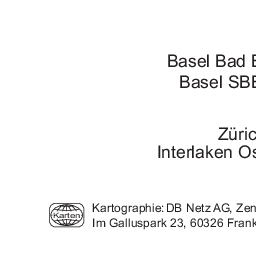 Basel Bad B
Basel SBB
Züric
Interlaken Os
Karten
Kartographie: DB Netz AG, Zen
Im Galluspark 23, 60326 Frank